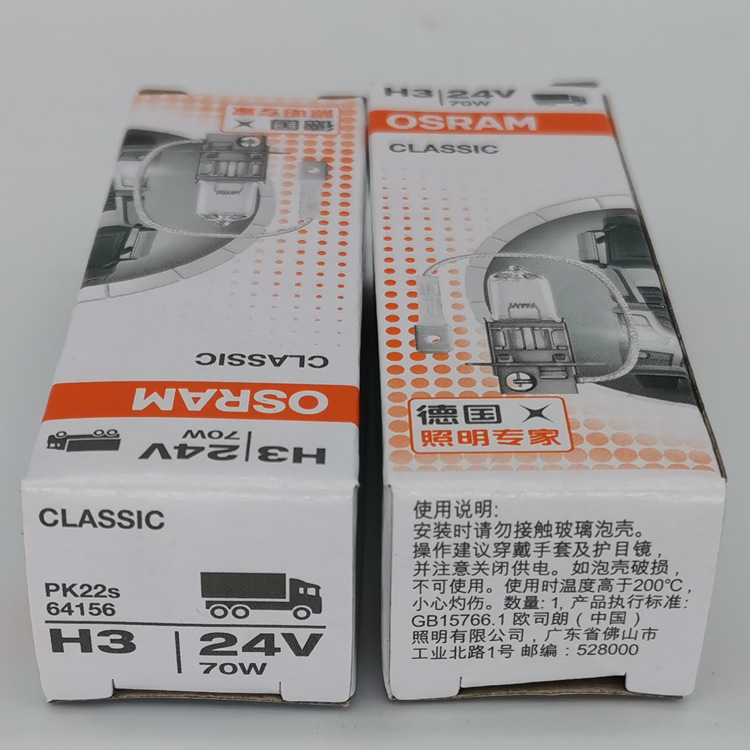 德国
照明专家
CLASSIC
OSRAM
H3 24V
70W
CLASSIC
PK22s
64156
H3 24V
70W
H3 24V
70W
OSRAM
CLASSIC
德国
照明专家
使用说明:
安装时请勿接触玻璃泡壳。
操作建议穿戴手套及护目镜,
并注意关闭供电。如泡壳破损,
不可使用。使用时温度高于200℃,
小心灼伤。数量: 1, 产品执行标准:
GB15766.1 欧司朗（中国）
照明有限公司, 广东省佛山市
工业北路1号 邮编: 528000